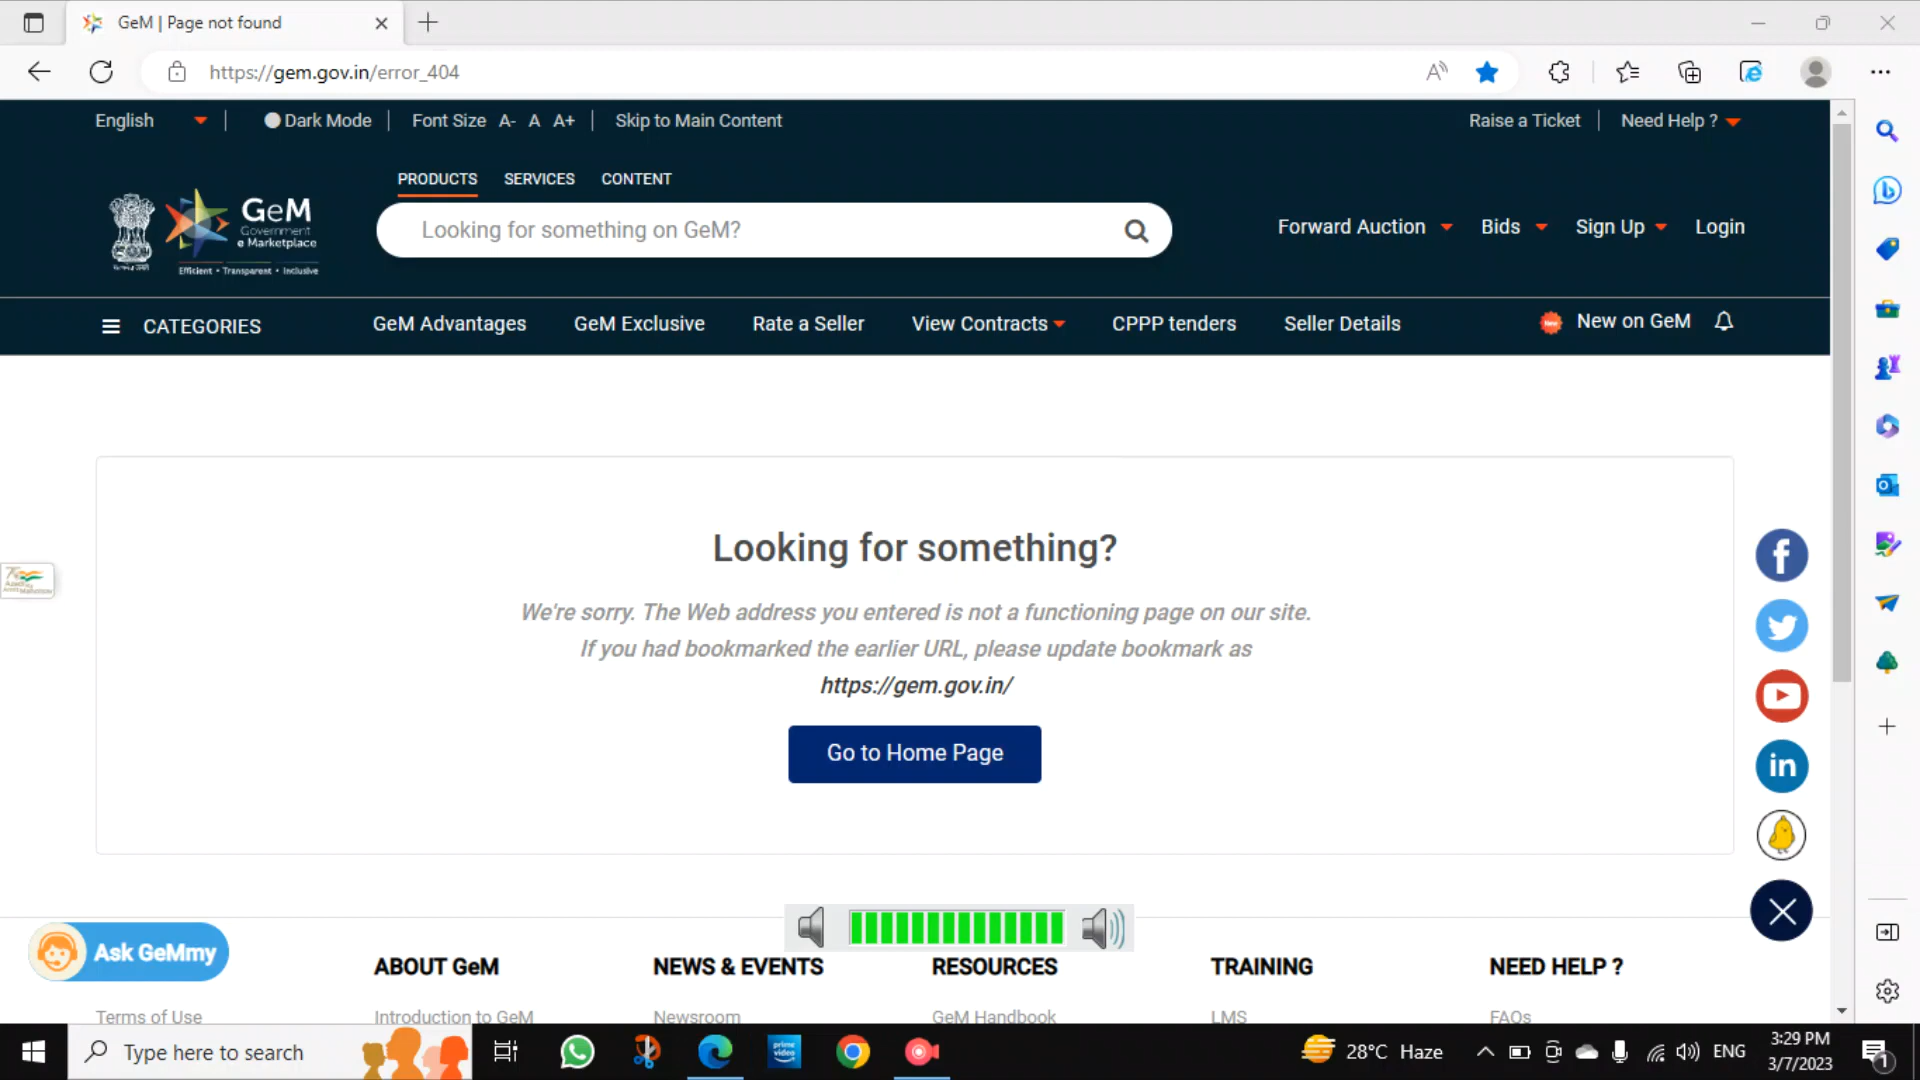 GeM | Page not found
https://gem.gov.in/error_404
English
Dark Mode
Font Size A- A A+
Skip to Main Content
Raise a Ticket
Need Help ?
PRODUCTS SERVICES CONTENT
GeM
Government
e Marketplace
Efficient • Transparent • Inclusive
Looking for something on GeM?
Forward Auction Bids Sign Up Login
CATEGORIES
GeM Advantages GeM Exclusive Rate a Seller View Contracts CPPP tenders Seller Details
New on GeM
Looking for something?
We're sorry. The Web address you entered is not a functioning page on our site.
If you had bookmarked the earlier URL, please update bookmark as
https://gem.gov.in/
Go to Home Page
in
Ask GeMmy
ABOUT GeM NEWS & EVENTS RESOURCES TRAINING NEED HELP ?
Terms of Use Introduction to GeM Newsroom GeM Handbook LMS FAQs
Type here to search
prime video
28°C Haze
ENG
3:29 PM
3/7/2023
1